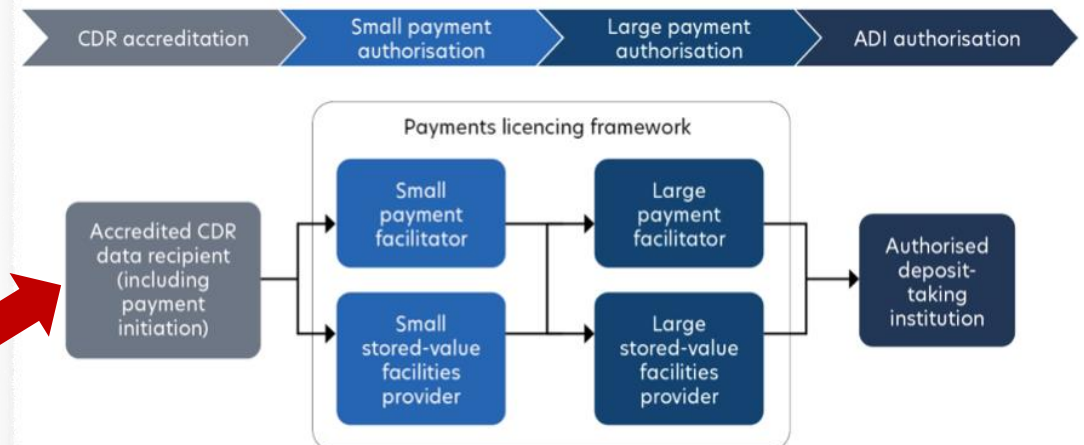 CDR accreditation
Small payment
authorisation
Large payment
authorisation
ADI authorisation
Payments licencing framework
Accredited CDR
data recipient
(including
payment
initiation)
Small
payment
facilitator
Large
payment
facilitator
Small
stored-value
facilities
provider
Large
stored-value
facilities
provider
Authorised
deposit-
taking
institution